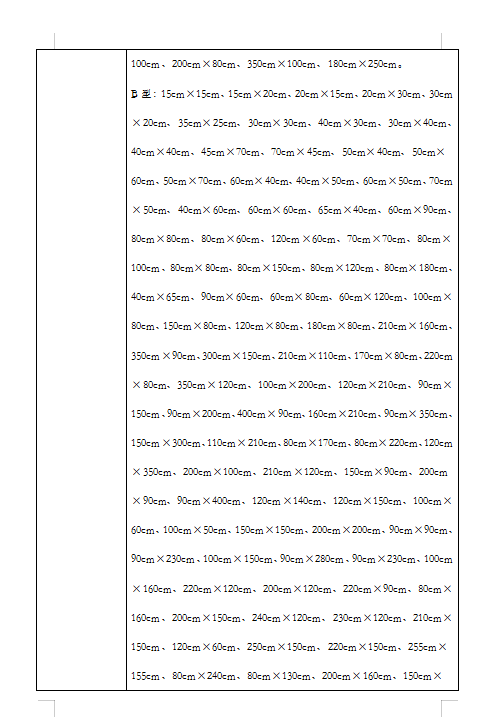 100cm、200cm×80cm、350cm×100cm、180cm×250cm。
B 型：15cm×15cm、15cm×20cm、20cm×15cm、20cm×30cm、30cm
×20cm、35cm×25cm、30cm×30cm、40cm×30cm、30cm×40cm、
40cm×40cm、45cm×70cm、70cm×45cm、50cm×40cm、50cm×
60cm、50cm×70cm、60cm×40cm、40cm×50cm、60cm×50cm、70cm
×50cm、40cm×60cm、60cm×60cm、65cm×40cm、60cm×90cm、
80cm×80cm、80cm×60cm、120cm×60cm、70cm×70cm、80cm×
100cm、80cm×80cm、80cm×150cm、80cm×120cm、80cm×180cm、
40cm×65cm、90cm×60cm、60cm×80cm、60cm×120cm、100cm×
80cm、150cm×80cm、120cm×80cm、180cm×80cm、210cm×160cm、
350cm×90cm、300cm×150cm、210cm×110cm、170cm×80cm、220cm
×80cm、350cm×120cm、100cm×200cm、120cm×210cm、90cm×
150cm、90cm×200cm、400cm×90cm、160cm×210cm、90cm×350cm、
150cm×300cm、110cm×210cm、80cm×170cm、80cm×220cm、120cm
×350cm、200cm×100cm、210cm×120cm、150cm×90cm、200cm
×90cm、90cm×400cm、120cm×140cm、120cm×150cm、100cm×
60cm、100cm×50cm、150cm×150cm、200cm×200cm、90cm×90cm、
90cm×230cm、100cm×150cm、90cm×280cm、90cm×230cm、100cm
×160cm、220cm×120cm、200cm×120cm、220cm×90cm、80cm×
160cm、200cm×150cm、240cm×120cm、230cm×120cm、210cm×
150cm、120cm×60cm、250cm×150cm、220cm×150cm、255cm×
155cm、80cm×240cm、80cm×130cm、200cm×160cm、150cm×